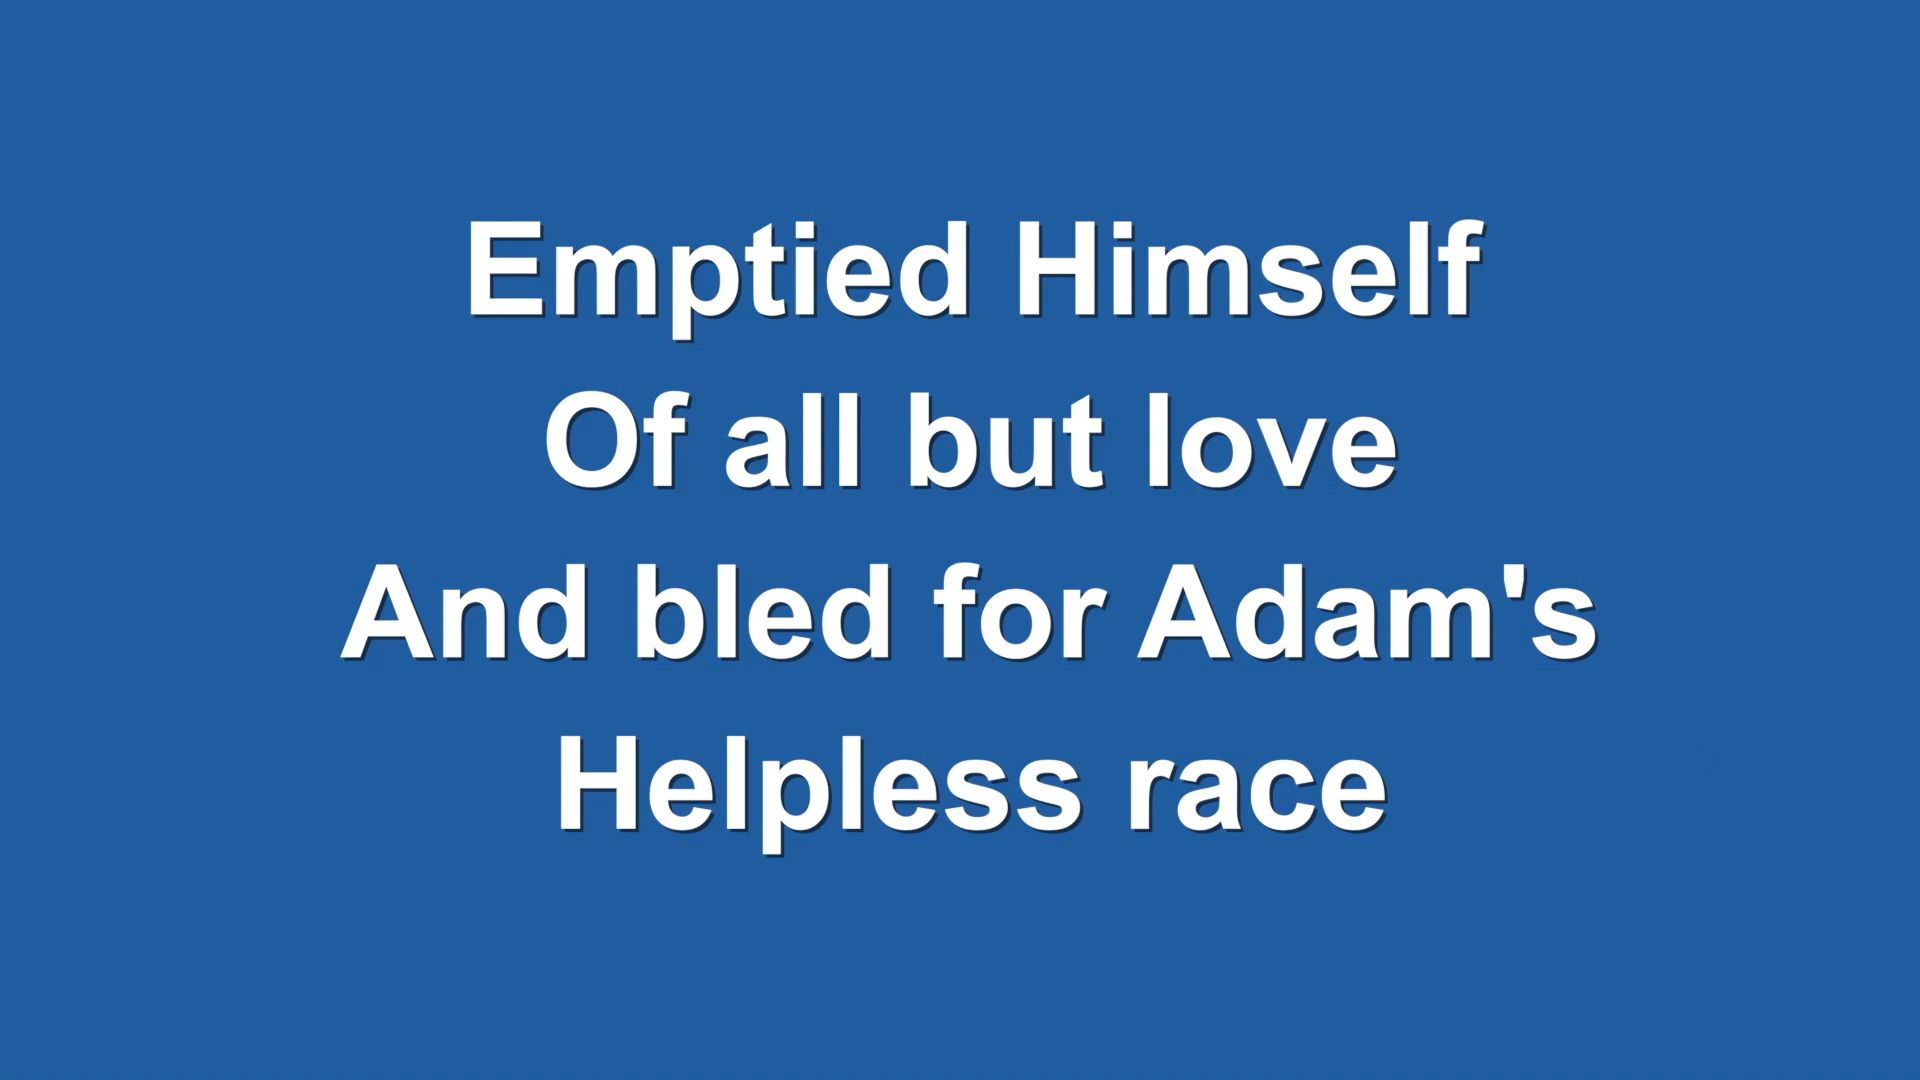 Emptied Himself
Of all but love
And bled for Adam's
Helpless race